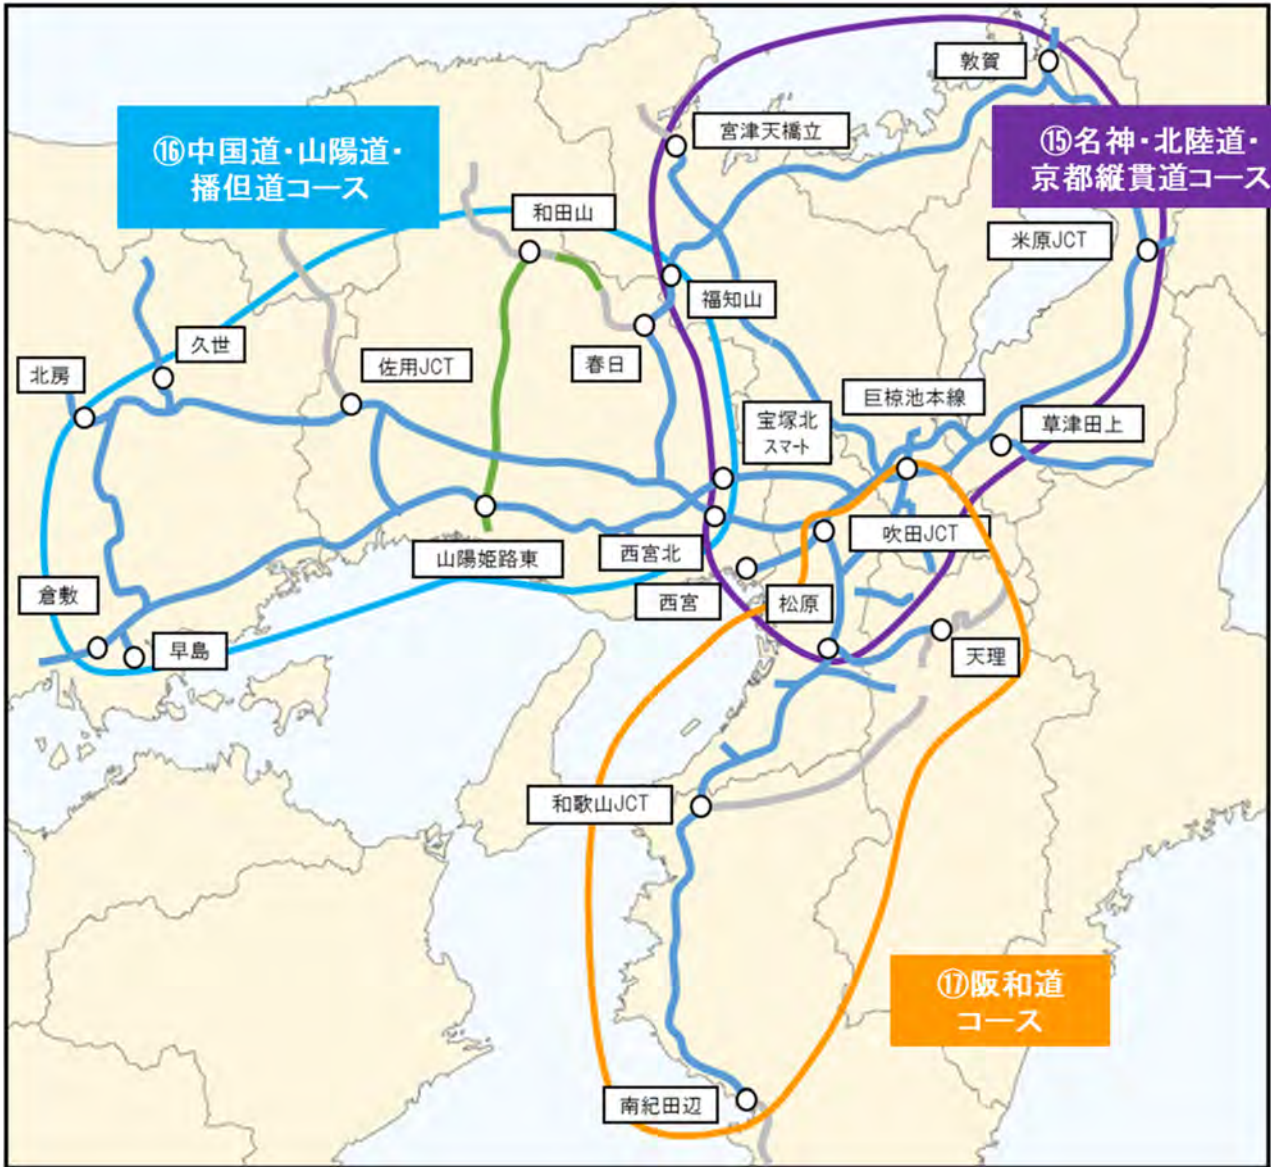 敦賀
宮津天橋立
⑯中国道・山陽道・
播但道コース
⑮名神・北陸道・
京都縦貫道コース
和田山
米原JCT
福知山
久世
佐用JCT
春日
北房
巨椋池本線
宝塚北
スマート
草津田上
吹田JCT
山陽姫路東
西宮北
倉敷
西宮
松原
早島
天理
和歌山JCT
⑰阪和道
コース
南紀田辺